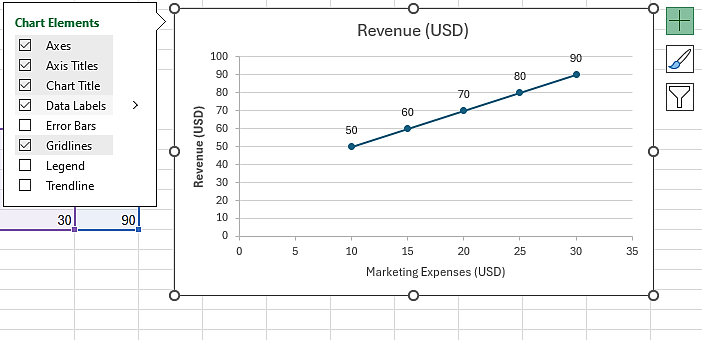 Chart Elements
Axes
Axis Titles
Chart Title
Data Labels
Error Bars
Gridlines
Legend
Trendline
30 90
Revenue (USD)
Revenue (USD)
100
90
80
70
60
50
40
30
20
10
0
50
60
70
80
90
0 5 10 15 20 25 30 35
Marketing Expenses (USD)